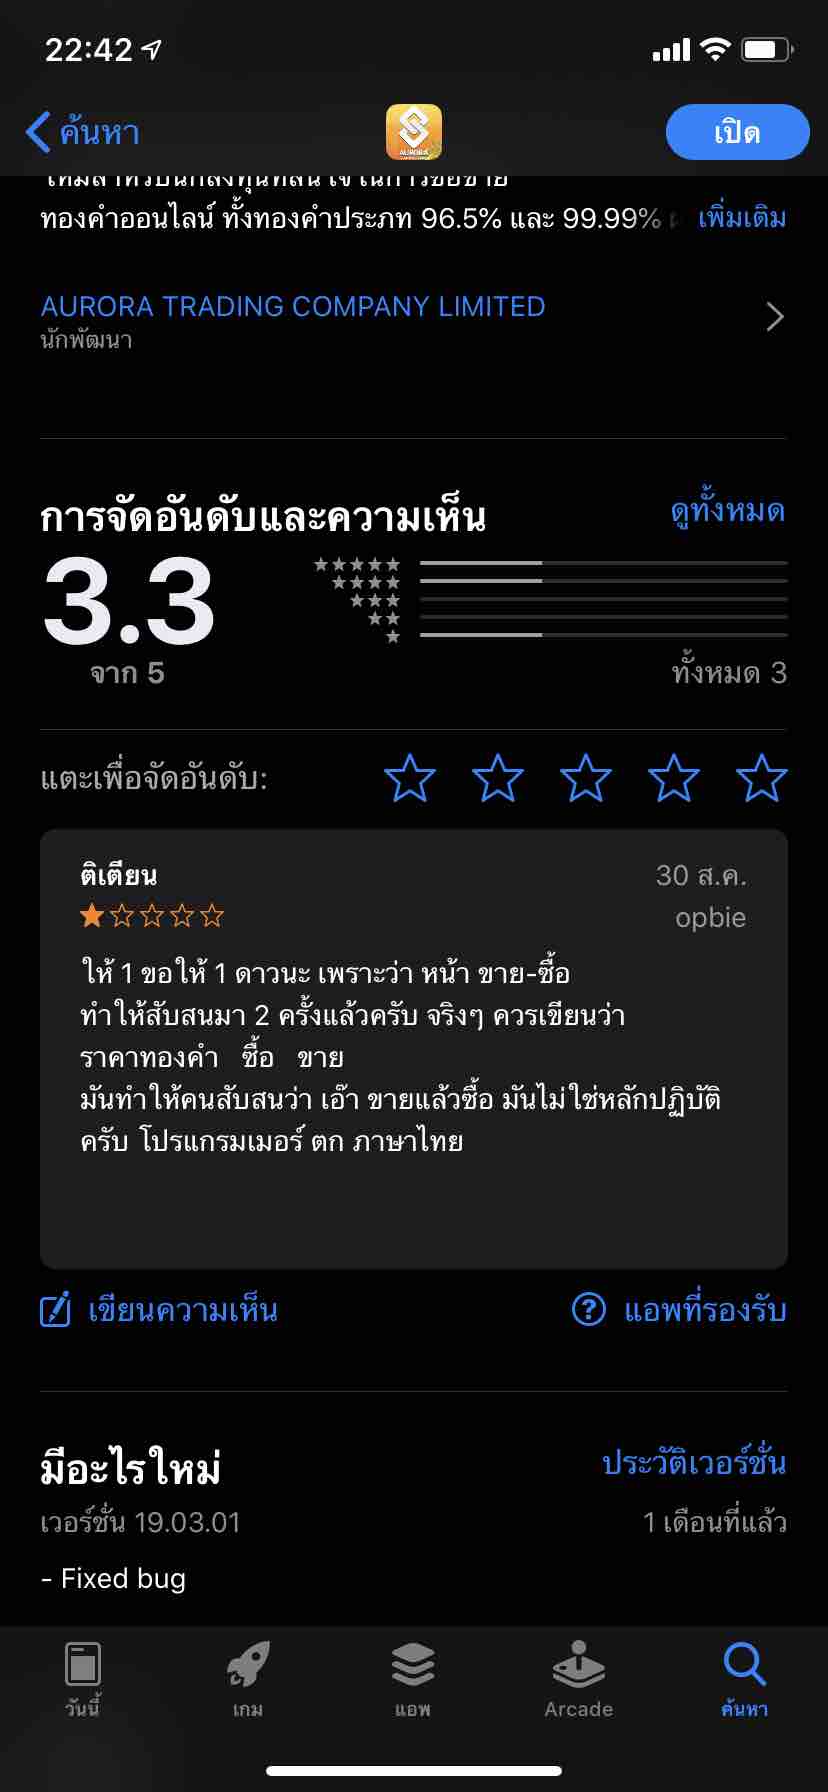 22:42
ค้นหา
AURORA
เปิด
ทองคำออนไลน์ ทั้งทองคำประเภท 96.5% และ 99.99%
เพิ่มเติม
AURORA TRADING COMPANY LIMITED
นักพัฒนา
การจัดอันดับและความเห็น
ดูทั้งหมด
3.3
จาก 5
ทั้งหมด 3
แตะเพื่อจัดอันดับ:
ติเตียน
30 ส.ค.
opbie
ให้ 1 ขอให้ 1 ดาวนะ เพราะว่า หน้า ขาย-ซื้อ
ทำให้สับสนมา 2 ครั้งแล้วครับ จริงๆ ควรเขียนว่า
ราคาทองคำ ซื้อ ขาย
มันทำให้คนสับสนว่า เอ๊า ขายแล้วซื้อ มันไม่ใช่หลักปฏิบัติ
ครับ โปรแกรมเมอร์ ตก ภาษาไทย
เขียนความเห็น
แอพที่รองรับ
มีอะไรใหม่
ประวัติเวอร์ชั่น
เวอร์ชั่น 19.03.01
1 เดือนที่แล้ว
- Fixed bug
วันนี้
เกม
แอพ
Arcade
ค้นหา